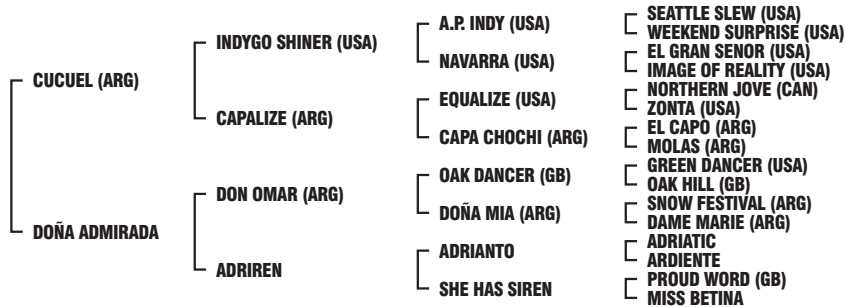 CUCUEL (ARG)
DOÑA ADMIRADA
INDYGO SHINER (USA)
CAPALIZE (ARG)
DON OMAR (ARG)
ADRIREN
A.P. INDY (USA)
NAVARRA (USA)
EQUALIZE (USA)
CAPA CHOCHI (ARG)
OAK DANCER (GB)
DOÑA MIA (ARG)
ADRIANTO
SHE HAS SIREN
SEATTLE SLEW (USA)
WEEKEND SURPRISE (USA)
EL GRAN SENOR (USA)
IMAGE OF REALITY (USA)
NORTHERN JOVE (CAN)
ZONTA (USA)
EL CAPO (ARG)
MOLAS (ARG)
GREEN DANCER (USA)
OAK HILL (GB)
SNOW FESTIVAL (ARG)
DAME MARIE (ARG)
ADRIATIC
ARDIENTE
PROUD WORD (GB)
MISS BETINA